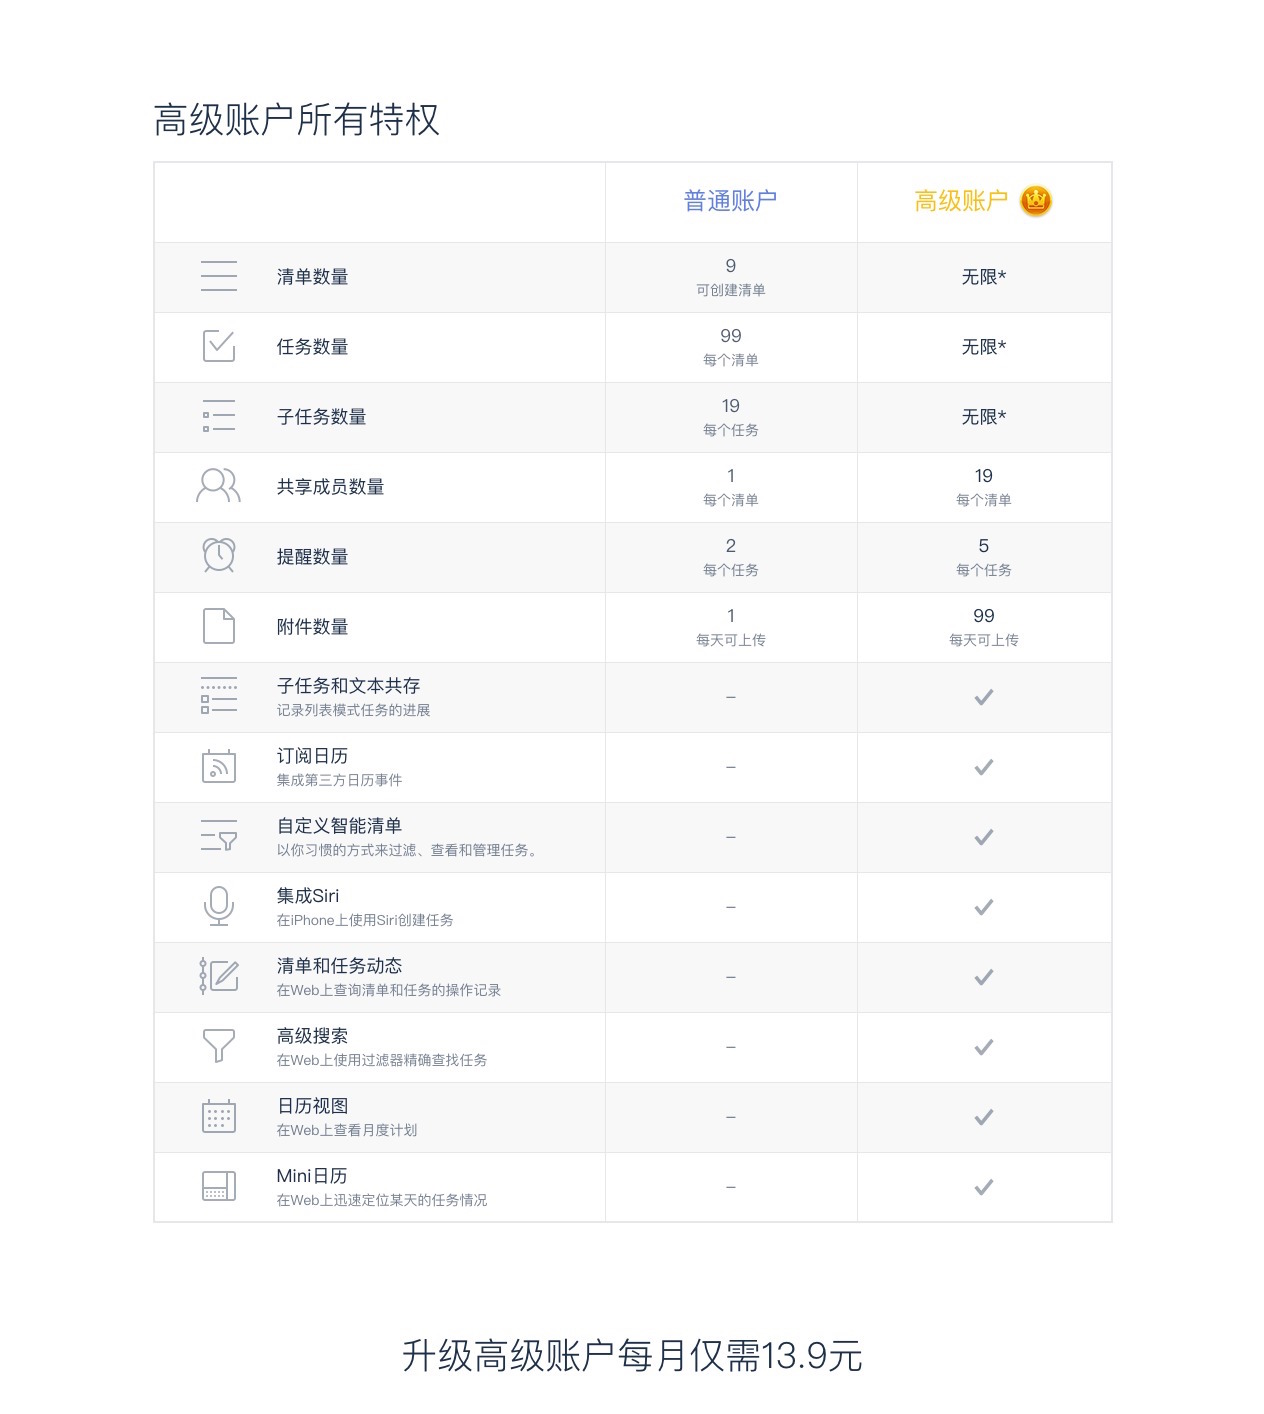 高级账户所有特权
普通账户
高级账户
清单数量
9
可创建清单
无限*
任务数量
99
每个清单
无限*
子任务数量
19
每个任务
无限*
共享成员数量
1
每个清单
19
每个清单
提醒数量
2
每个任务
5
每个任务
附件数量
1
每天可上传
99
每天可上传
子任务和文本共存
记录列表模式任务的进展
–
订阅日历
集成第三方日历事件
–
自定义智能清单
以你习惯的方式来过滤、查看和管理任务。
–
集成Siri
在iPhone上使用Siri创建任务
–
清单和任务动态
在Web上查询清单和任务的操作记录
–
高级搜索
在Web上使用过滤器精确查找任务
–
日历视图
在Web上查看月度计划
–
Mini日历
在Web上迅速定位某天的任务情况
–
升级高级账户每月仅需13.9元